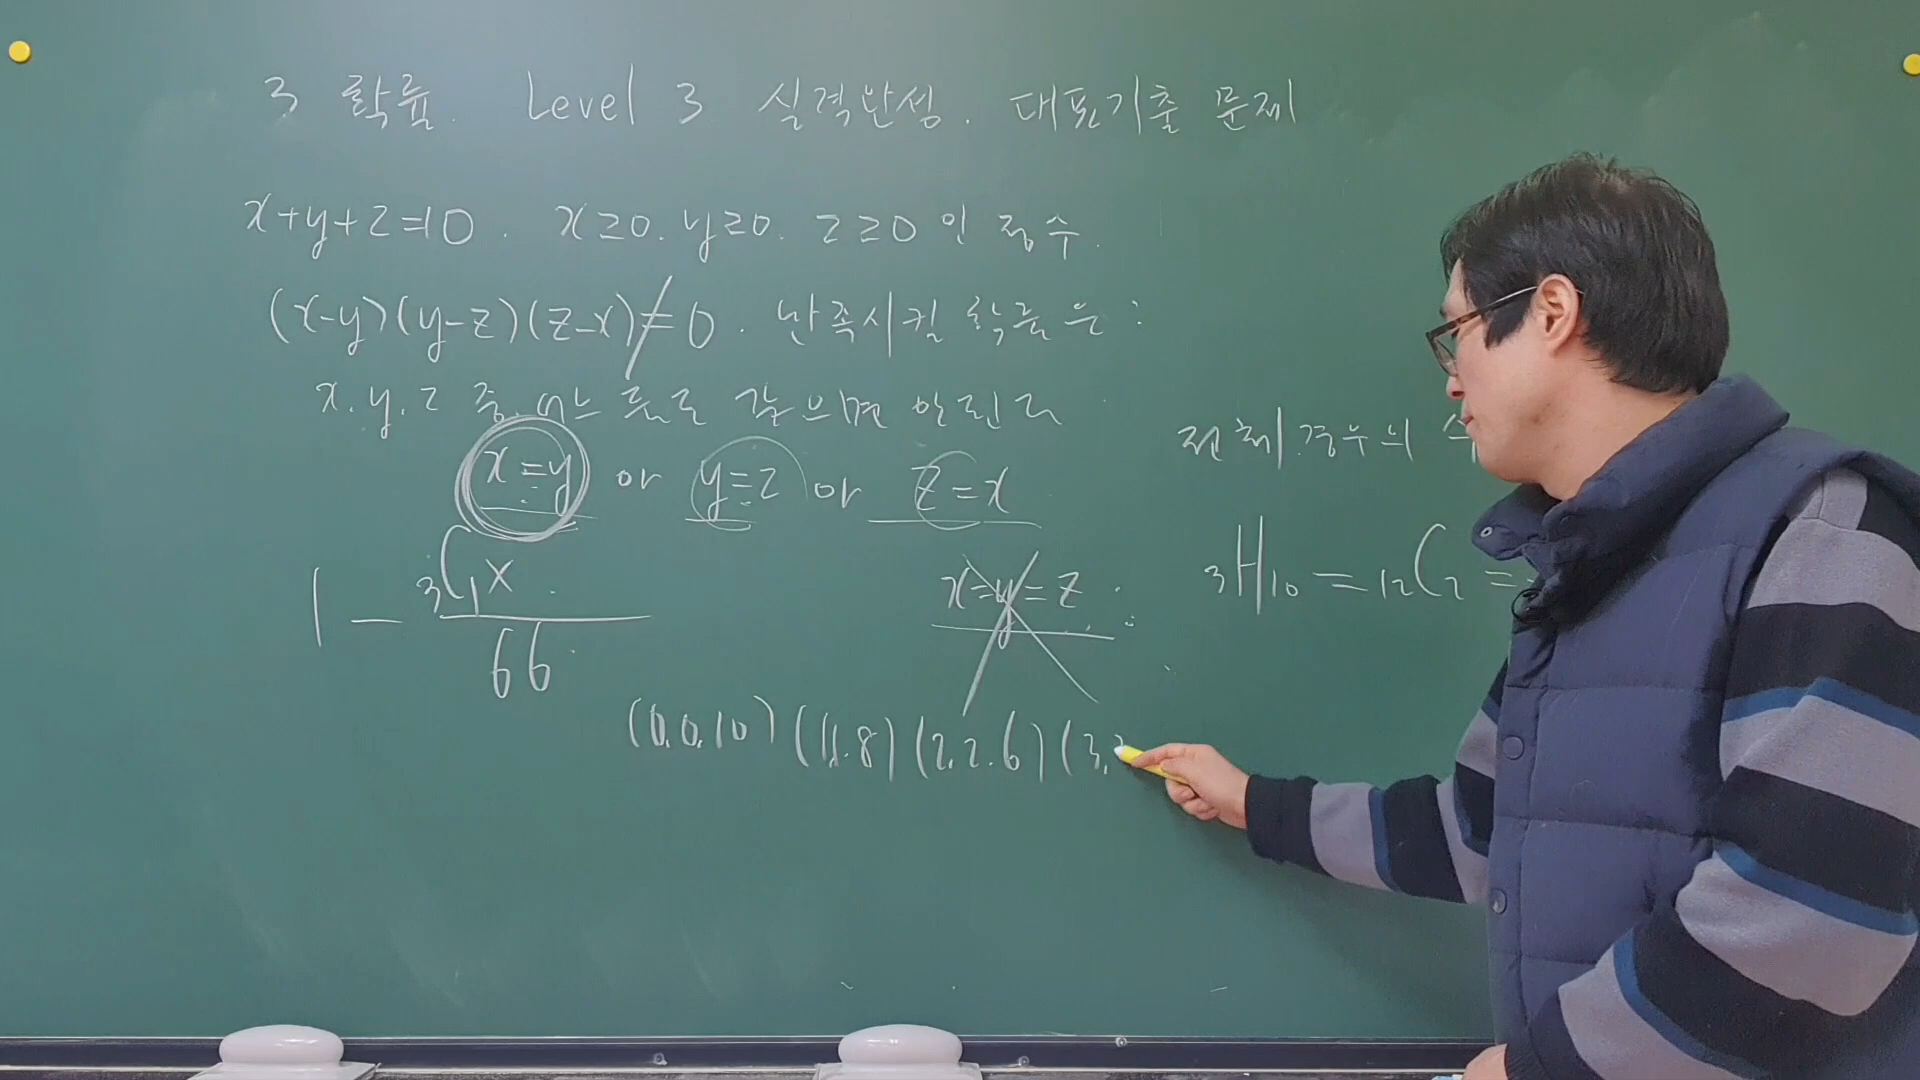 3 확률. Level 3 실력완성. 대표기출 문제
x+y+z=10. x≥0. y≥0. z≥0 인 정수.
(x-y)(y-z)(z-x)≠0. 만족시킬 확률은?
x. y. z 중. 어느 둘도 같으면 안된다
x=y or y=z or z=x
전체 경우의
1 - 3C1 x / 66
x=y=z
3H10 = 12C2 =
(0.0.10) (1.1.8) (2.2.6) (3,